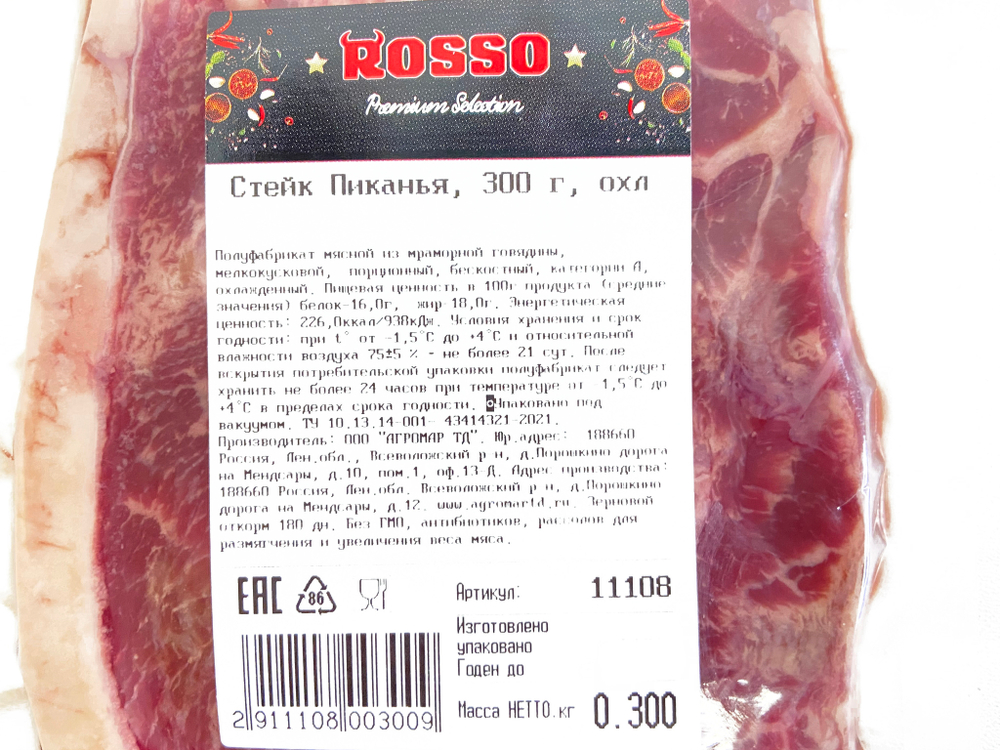 ROSSO
Premium Selection
Стейк Пиканья, 300 г, охл
Полуфабрикат мясной из мраморной говядины,
мелкокусковой, порционный, бескостный, категории А,
охлажденный. Пищевая ценность в 100г продукта (средние
значения) белок-16,0г, жир-18,0г. Энергетическая
ценность: 226,0ккал/938кДж. Условия хранения и срок
годности: при t° от -1,5°С до +4°С и относительной
влажности воздуха 75±5 % - не более 21 сут. После
вскрытия потребительской упаковки полуфабрикат следует
хранить не более 24 часов при температуре от -1,5°С до
+4°С в пределах срока годности. Упаковано под
вакуумом. ТУ 10.13.14-001- 43414321-2021.
Производитель: ООО "АГРОМАР ТД". Юр.адрес: 188660
Россия, Лен.обл., Всеволожский р н, д.Порошкино дорога
на Мендсары, д.10, пом.1, оф.13-Д. Адрес производства:
188660 Россия, Лен.обл. Всеволожский р н, д.Порошкино
дорога на Мендсары, д.12. www.agromartd.ru. Зерновой
откорм 180 дн. Без ГМО, антибиотиков, рассолов для
размягчения и увеличения веса мяса.
ЕАС 86
Артикул: 11108
Изготовлено
упаковано
Годен до
Масса НЕТТО.кг 0.300
2 911108 003009